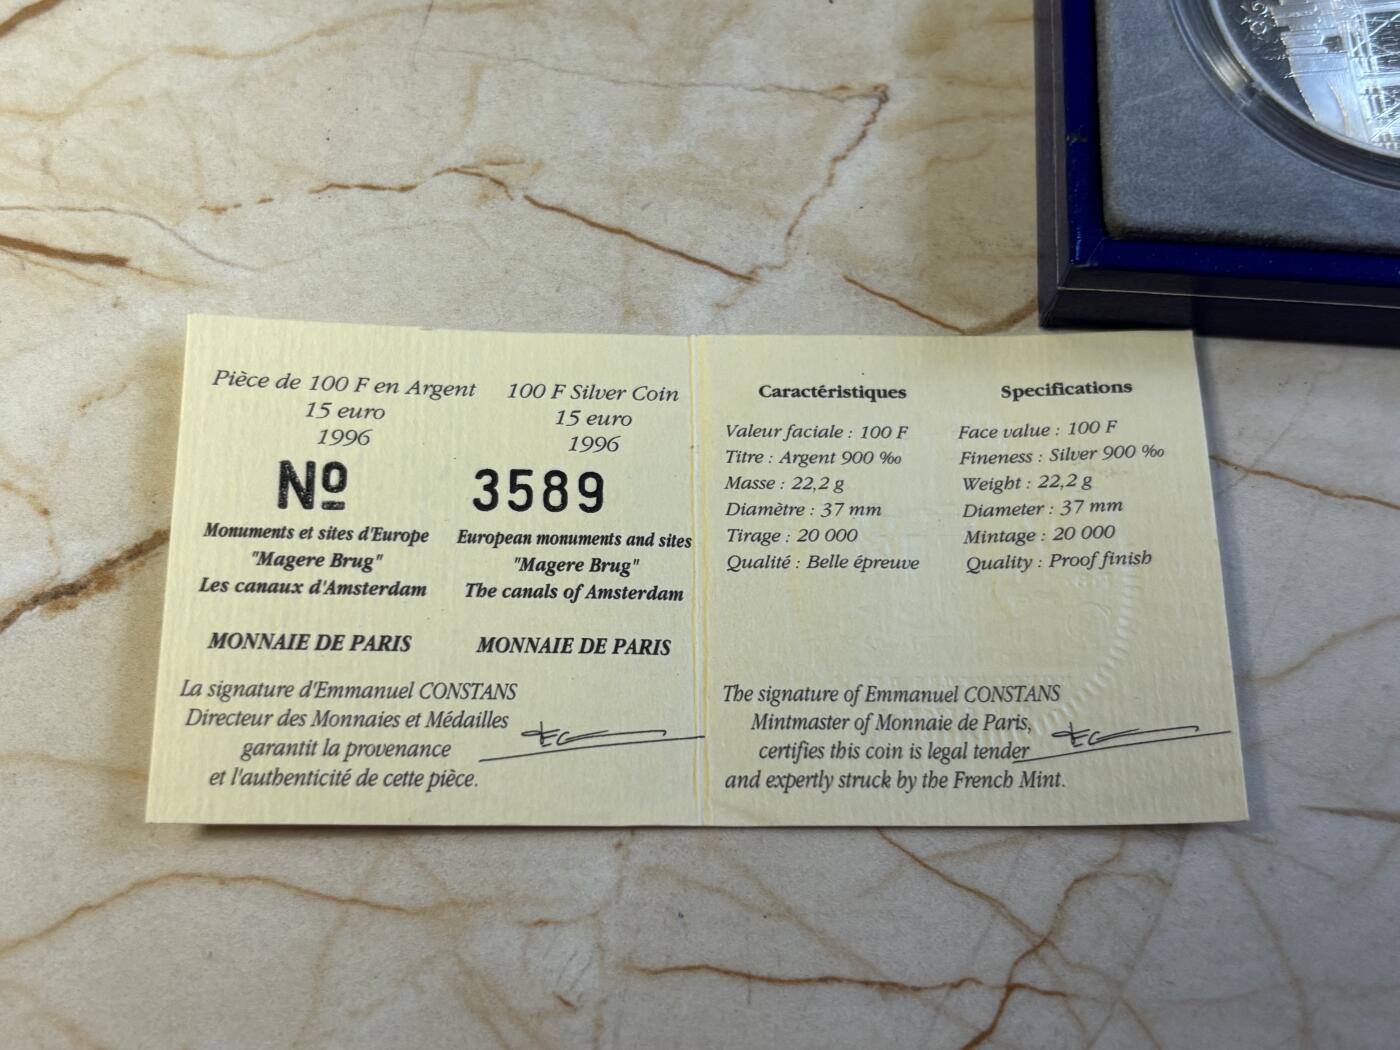 Pièce de 100 F en Argent
15 euro
1996
100 F Silver Coin
15 euro
1996
Nº 3589
Monuments et sites d'Europe
"Magere Brug"
Les canaux d'Amsterdam
European monuments and sites
"Magere Brug"
The canals of Amsterdam
MONNAIE DE PARIS
MONNAIE DE PARIS
La signature d'Emmanuel CONSTANS
Directeur des Monnaies et Médailles
garantit la provenance
et l'authenticité de cette pièce.
Caractéristiques
Valeur faciale : 100 F
Titre : Argent 900 ‰
Masse : 22,2 g
Diamètre : 37 mm
Tirage : 20 000
Qualité : Belle épreuve
Specifications
Face value : 100 F
Fineness : Silver 900 ‰
Weight : 22,2 g
Diameter : 37 mm
Mintage : 20 000
Quality : Proof finish
The signature of Emmanuel CONSTANS
Mintmaster of Monnaie de Paris,
certifies this coin is legal tender
and expertly struck by the French Mint.